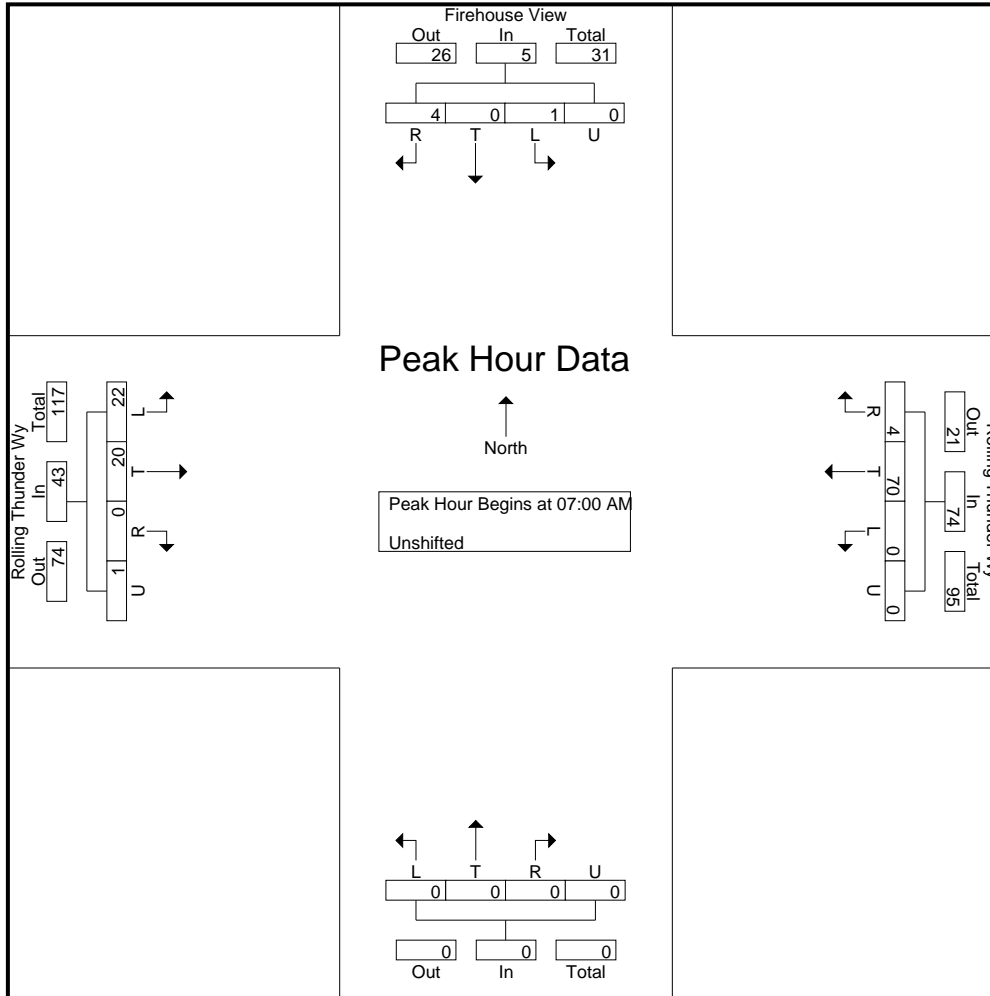 Firehouse View
Out In Total
26 5 31
4 0 1 0
R T L U
Peak Hour Data
North
Peak Hour Begins at 07:00 AM
Unshifted
Rolling Thunder Wy
Total In Out
117 43 74
22 20 0 1
L T R U
R T L U
4 70 0 0
Out In Total
21 74 95
Rolling Thunder Wy
L T R U
0 0 0 0
0 0 0
Out In Total